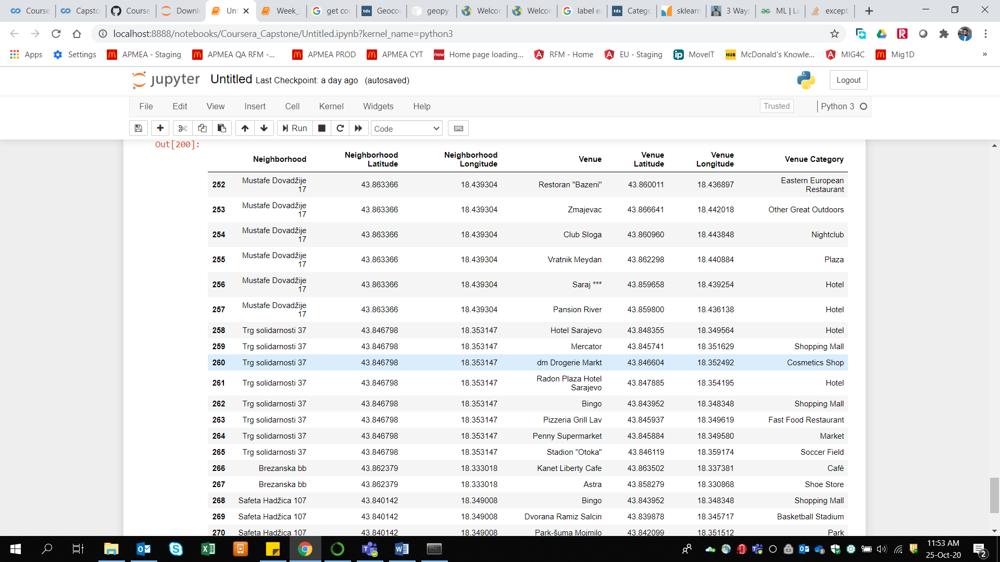 Course
Capsto
Course
Downl
Unt
Week_
get coo
Geocod
geopy
Welcor
Welcor
label e
Catego
sklearn
3 Ways
ML | La
except
localhost:8888/notebooks/Coursera_Capstone/Untitled.ipynb?kernel_name=python3
Apps Settings APMEA - Staging APMEA QA RFM -... APMEA PROD APMEA CYT Home page loading... RFM - Home EU - Staging MoveIT McDonald's Knowle... MIG4C Mig1D »
jupyter Untitled Last Checkpoint: a day ago (autosaved) Logout
File Edit View Insert Cell Kernel Widgets Help Trusted Python 3
Run Code
Out[200]:
Neighborhood Neighborhood Latitude Neighborhood Longitude Venue Venue Latitude Venue Longitude Venue Category
252 Mustafe Dovadžije 17 43.863366 18.439304 Restoran "Bazeni" 43.860011 18.436897 Eastern European Restaurant
253 Mustafe Dovadžije 17 43.863366 18.439304 Zmajevac 43.866641 18.442018 Other Great Outdoors
254 Mustafe Dovadžije 17 43.863366 18.439304 Club Sloga 43.860960 18.443848 Nightclub
255 Mustafe Dovadžije 17 43.863366 18.439304 Vratnik Meydan 43.862298 18.440884 Plaza
256 Mustafe Dovadžije 17 43.863366 18.439304 Saraj *** 43.859658 18.439254 Hotel
257 Mustafe Dovadžije 17 43.863366 18.439304 Pansion River 43.859800 18.436138 Hotel
258 Trg solidarnosti 37 43.846798 18.353147 Hotel Sarajevo 43.848355 18.349564 Hotel
259 Trg solidarnosti 37 43.846798 18.353147 Mercator 43.845741 18.351629 Shopping Mall
260 Trg solidarnosti 37 43.846798 18.353147 dm Drogerie Markt 43.846604 18.352492 Cosmetics Shop
261 Trg solidarnosti 37 43.846798 18.353147 Radon Plaza Hotel Sarajevo 43.847885 18.354195 Hotel
262 Trg solidarnosti 37 43.846798 18.353147 Bingo 43.843952 18.348348 Shopping Mall
263 Trg solidarnosti 37 43.846798 18.353147 Pizzeria Grill Lav 43.845937 18.349619 Fast Food Restaurant
264 Trg solidarnosti 37 43.846798 18.353147 Penny Supermarket 43.845884 18.349580 Market
265 Trg solidarnosti 37 43.846798 18.353147 Stadion "Otoka" 43.846119 18.359174 Soccer Field
266 Brezanska bb 43.862379 18.333018 Kanet Liberty Cafe 43.863502 18.337381 Café
267 Brezanska bb 43.862379 18.333018 Astra 43.858279 18.330868 Shoe Store
268 Safeta Hadžica 107 43.840142 18.349008 Bingo 43.843952 18.348348 Shopping Mall
269 Safeta Hadžica 107 43.840142 18.349008 Dvorana Ramiz Salcin 43.839878 18.345717 Basketball Stadium
270 Safeta Hadžica 107 43.840142 18.349008 Park-šuma Mojmilo 43.842099 18.351512 Park
11:53 AM
25-Oct-20
2